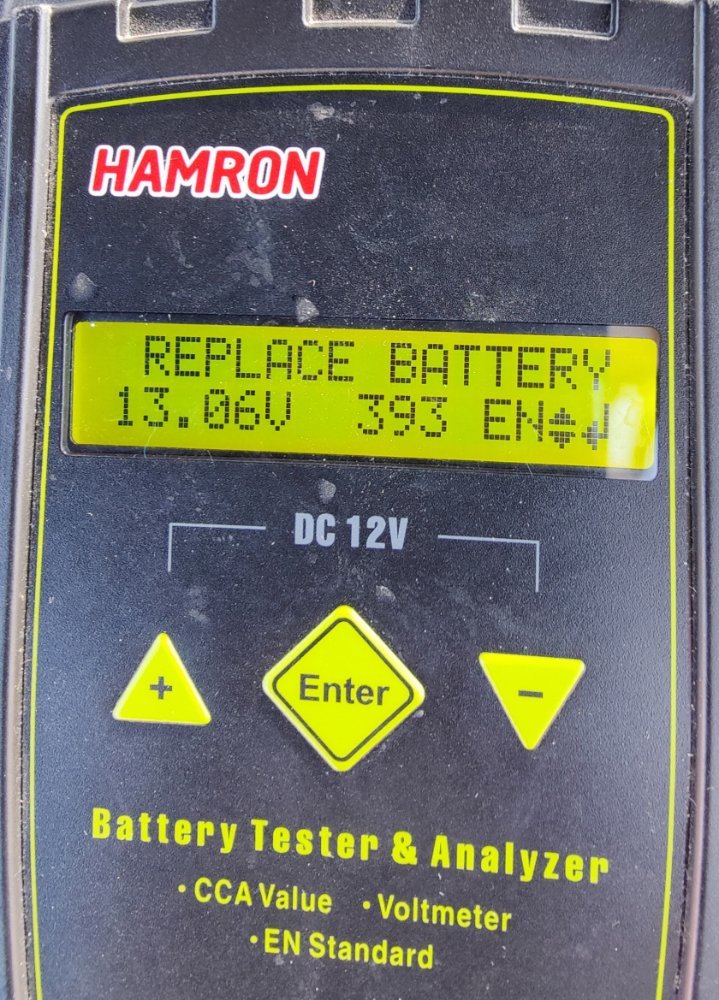 HAMRON
REPLACE BATTERY
13.06V 393 EN
DC 12V
+ Enter -
Battery Tester & Analyzer
• CCA Value • Voltmeter
• EN Standard